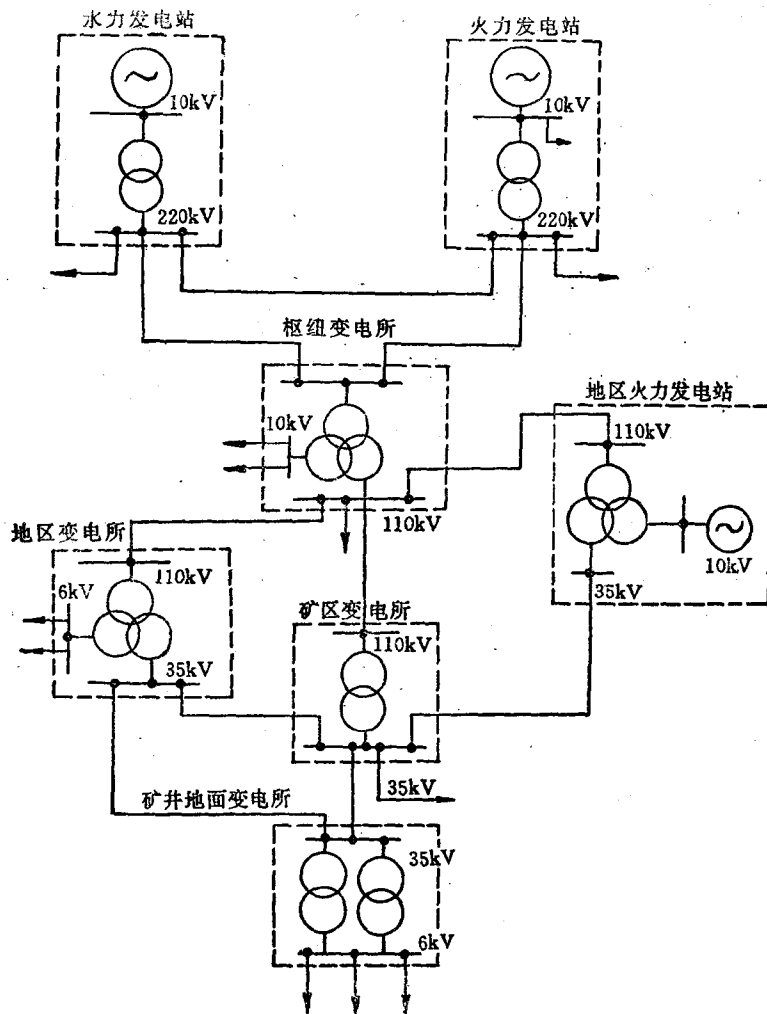 水力发电站
火力发电站
10kV
10kV
220kV
220kV
枢纽变电所
地区火力发电站
10kV
110kV
110kV
地区变电所
10kV
110kV
6kV
35kV
矿区变电所
110kV
35kV
35kV
矿井地面变电所
35kV
6kV